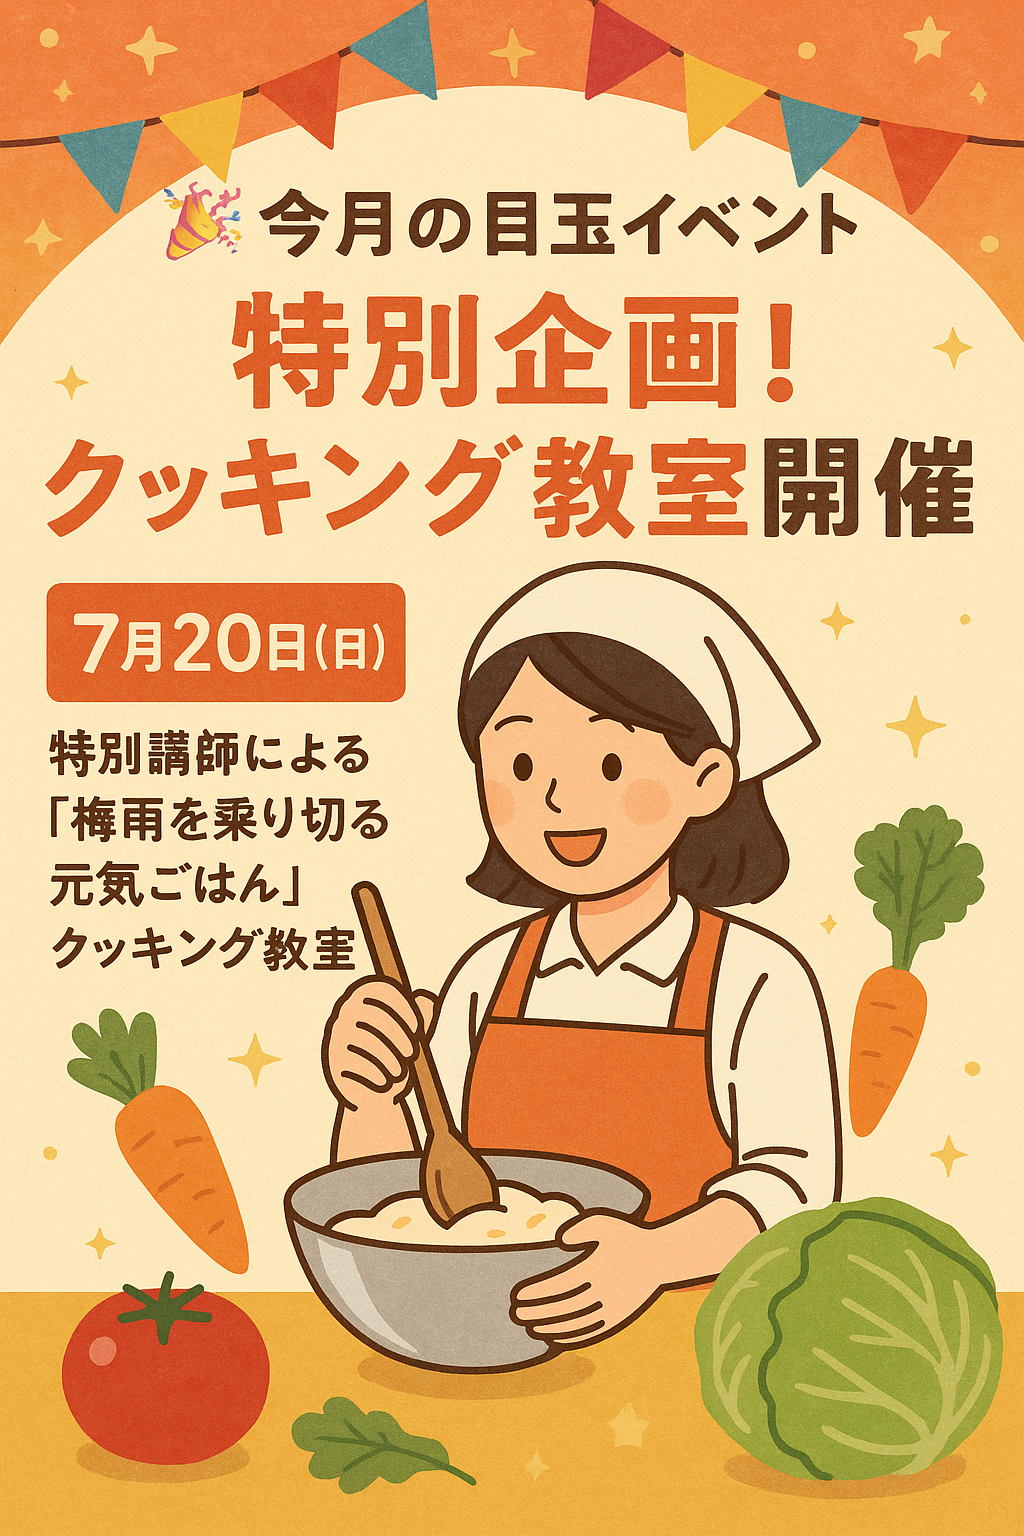 今月の目玉イベント
特別企画！
クッキング教室開催
7月20日(日)
特別講師による
「梅雨を乗り切る
元気ごはん」
クッキング教室